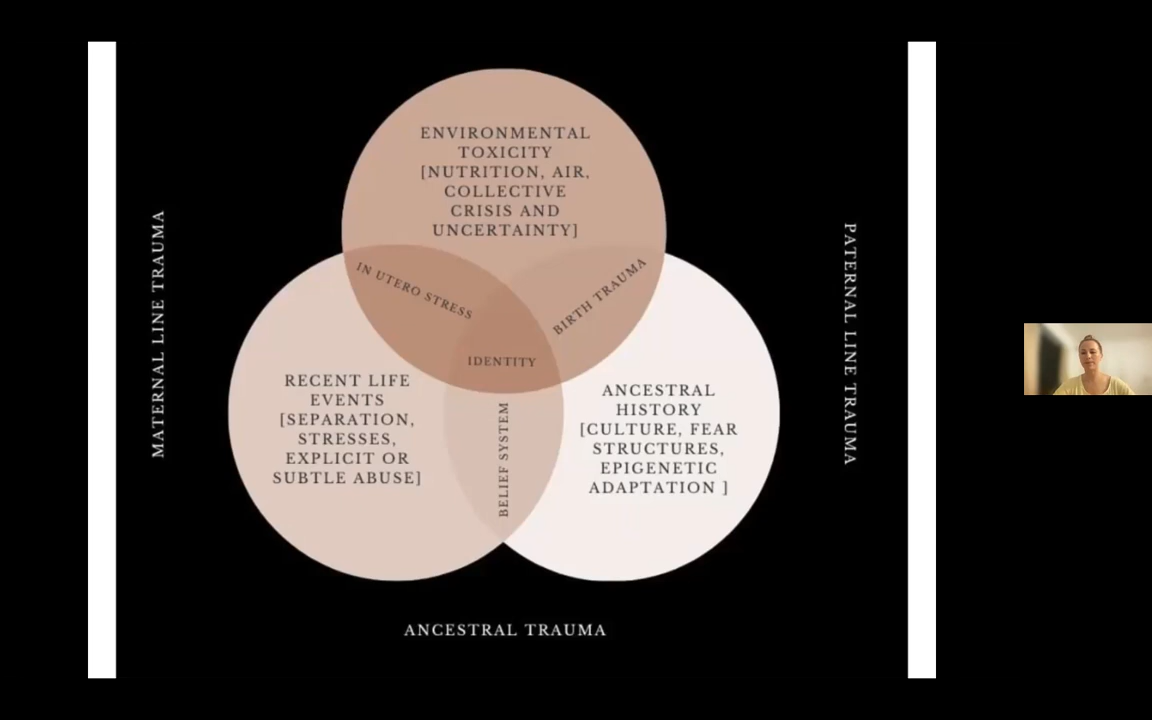 ENVIRONMENTAL
TOXICITY
[NUTRITION, AIR,
COLLECTIVE
CRISIS AND
UNCERTAINTY]
MATERNAL LINE TRAUMA
PATERNAL LINE TRAUMA
IN UTERO STRESS
BIRTH TRAUMA
IDENTITY
RECENT LIFE
EVENTS
[SEPARATION,
STRESSES,
EXPLICIT OR
SUBTLE ABUSE]
BELIEF SYSTEM
ANCESTRAL
HISTORY
[CULTURE, FEAR
STRUCTURES,
EPIGENETIC
ADAPTATION ]
ANCESTRAL TRAUMA